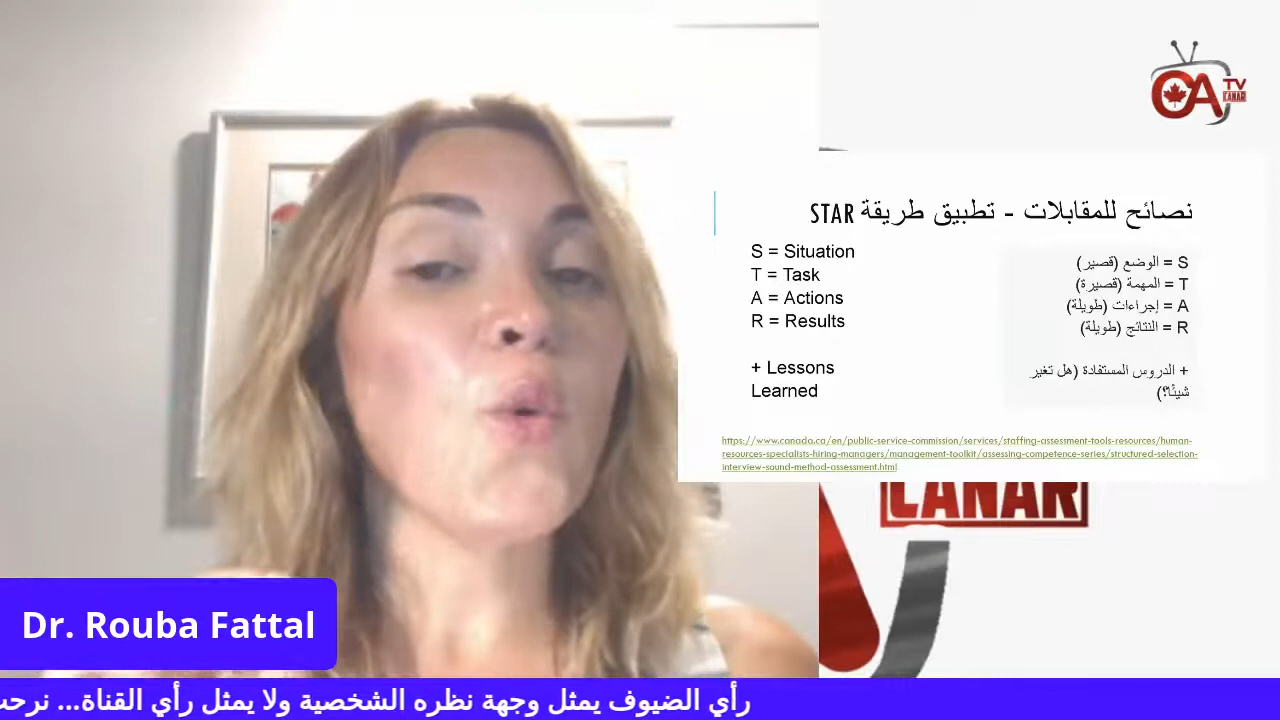 CA TV
CANAR
نصائح للمقابلات - تطبيق طريقة STAR
S = Situation
T = Task
A = Actions
R = Results
+ Lessons
Learned
S = الوضع (قصير)
T = المهمة (قصيرة)
A = إجراءات (طويلة)
R = النتائج (طويلة)
+ الدروس المستفادة (هل تغير
شيئًا؟)
https://www.canada.ca/en/public-service-commission/services/staffing-assessment-tools-resources/human-
resources-specialists-hiring-managers/management-toolkit/assessing-competence-series/structured-selection-
interview-sound-method-assessment.html
CANAR
Dr. Rouba Fattal
رأي الضيوف يمثل وجهة نظره الشخصية ولا يمثل رأي القناة...